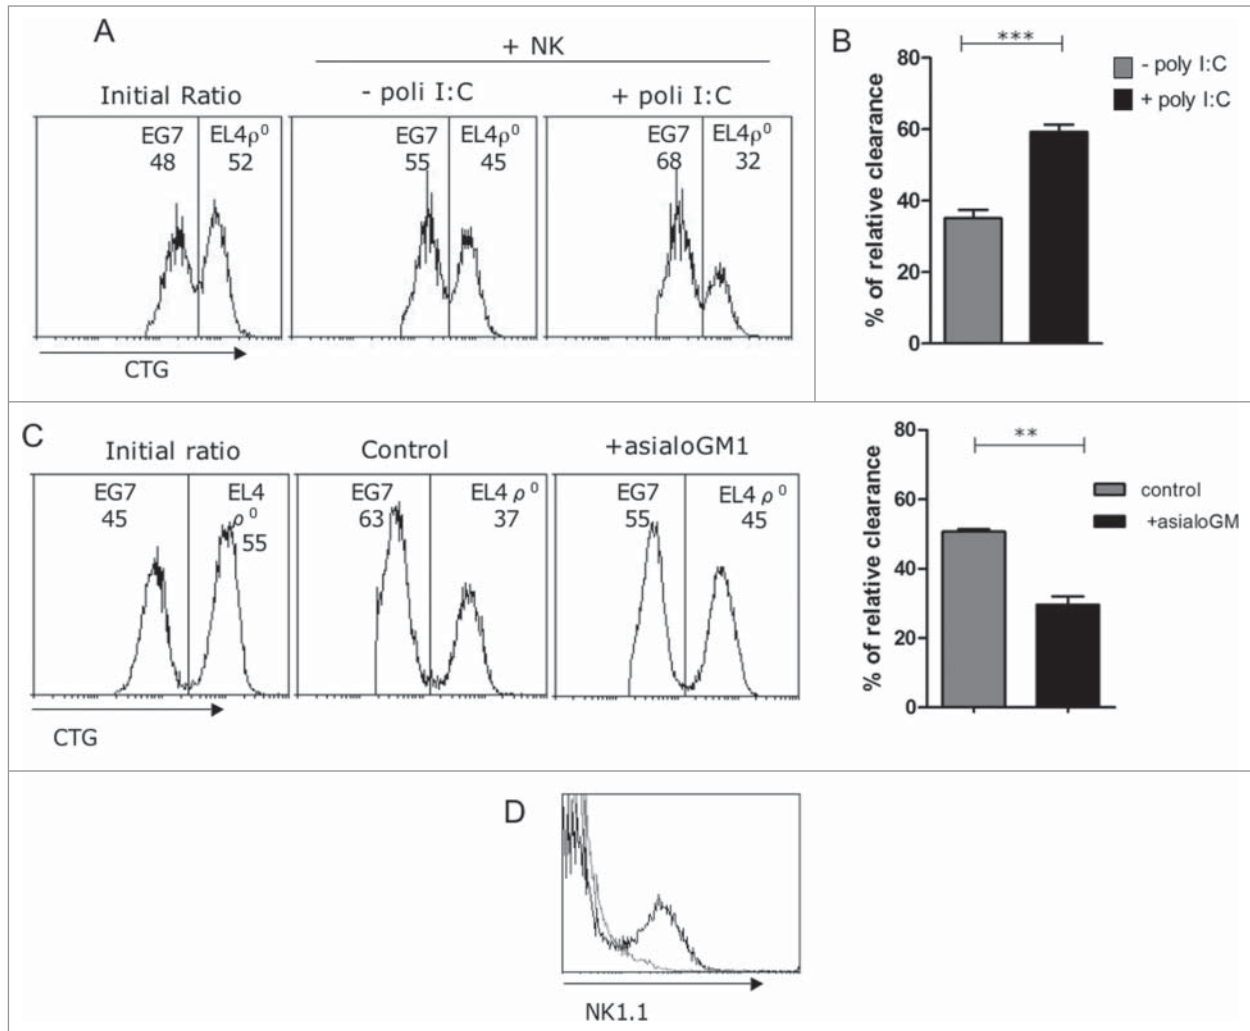 A
+ NK
Initial Ratio
- poli I:C
+ poli I:C
EG7 EL4ρ⁰
48 52
EG7 EL4ρ⁰
55 45
EG7 EL4ρ⁰
68 32
CTG
B
***
80
60
40
20
0
% of relative clearance
- poly I:C
+ poly I:C
C
Initial ratio
Control
+asialoGM1
EG7 EL4
45 ρ⁰
55
EG7 EL4 ρ⁰
63 37
EG7 EL4 ρ⁰
55 45
CTG
**
80
60
40
20
0
% of relative clearance
control
+asialoGM
D
NK1.1